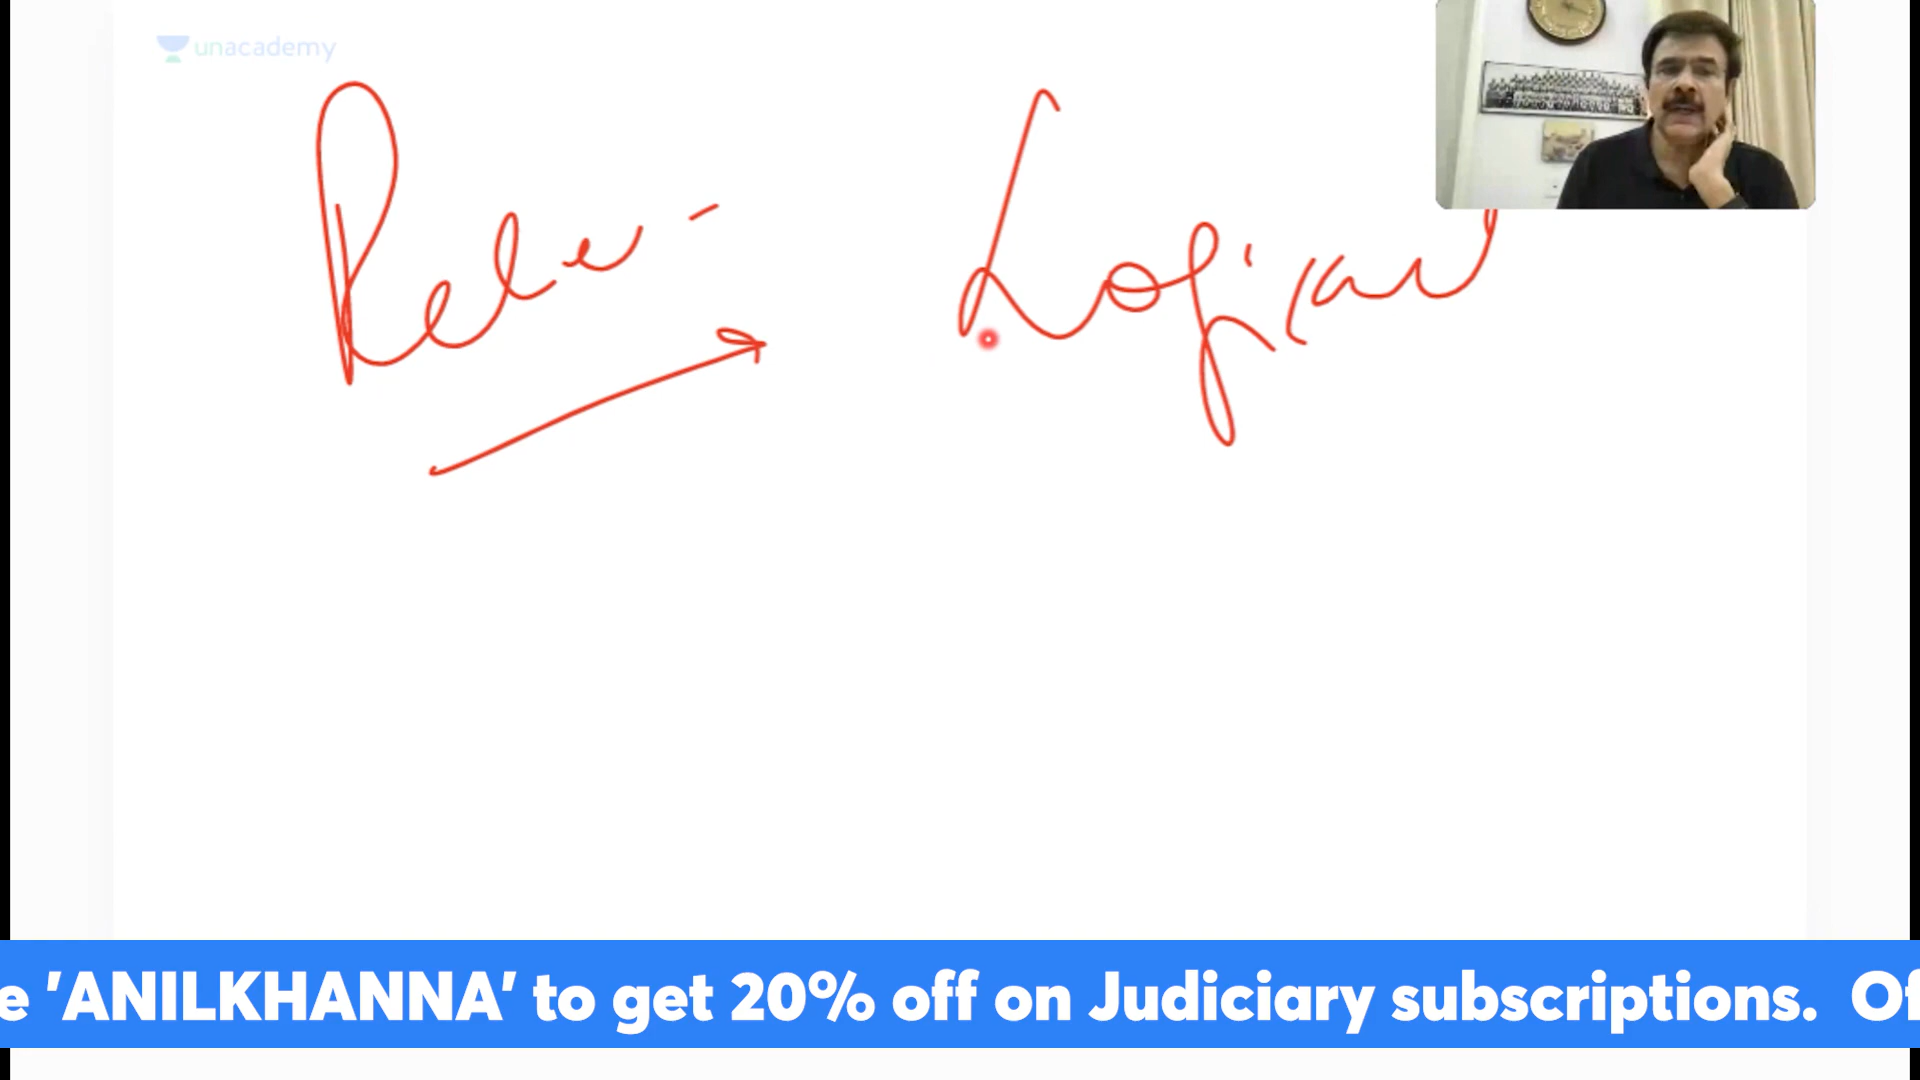 unacademy
Rele -
Logical
e 'ANILKHANNA' to get 20% off on Judiciary subscriptions. Of